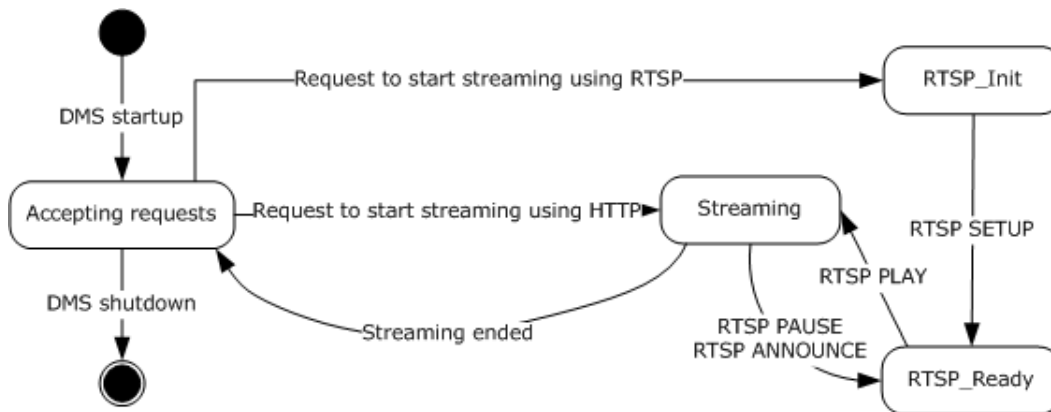 Request to start streaming using RTSP
RTSP_Init
DMS startup
Accepting requests
Request to start streaming using HTTP
Streaming
RTSP SETUP
RTSP PLAY
DMS shutdown
Streaming ended
RTSP PAUSE
RTSP ANNOUNCE
RTSP_Ready